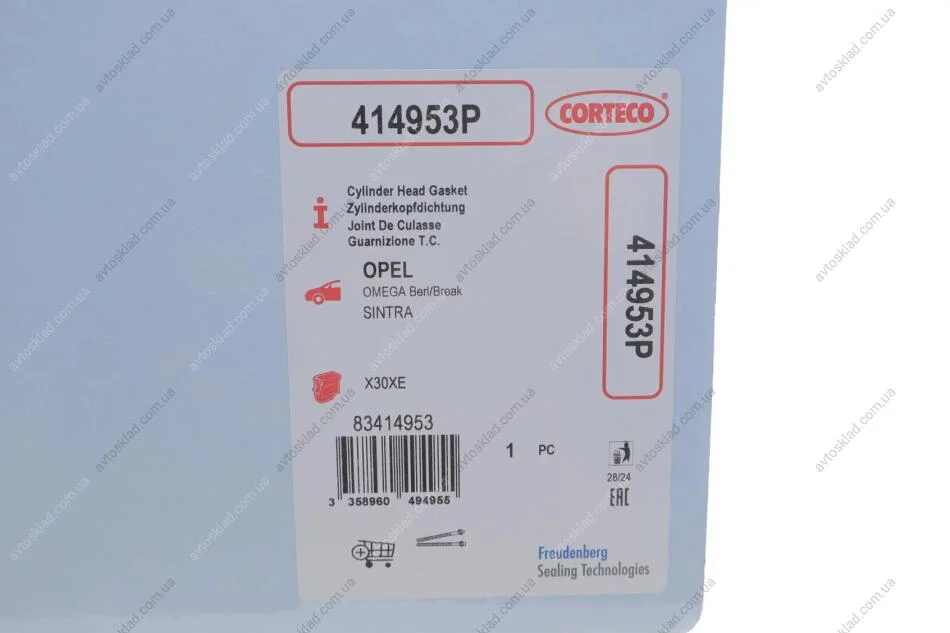 414953P
CORTECO®
Cylinder Head Gasket
Zylinderkopfdichtung
Joint De Culasse
Guarnizione T.C.
414953P
OPEL
OMEGA Berl/Break
SINTRA
X30XE
83414953
1 PC
3 358960 494955
28/24
EAC
Freudenberg
Sealing Technologies
avtosklad.com.ua